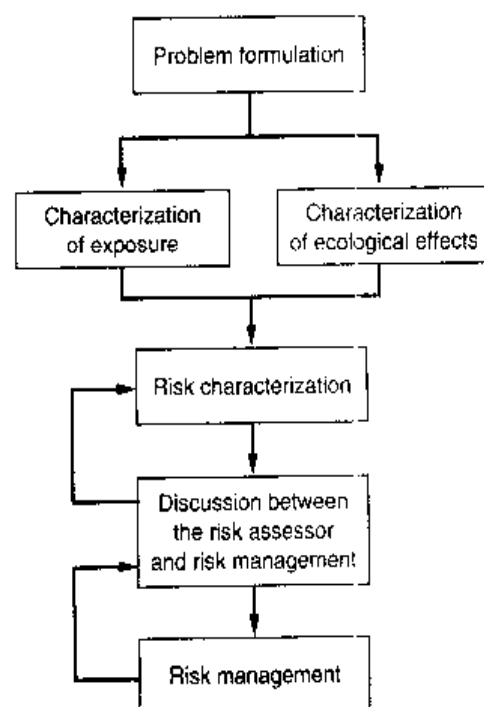 Problem formulation
Characterization
of exposure
Characterization
of ecological effects
Risk characterization
Discussion between
the risk assessor
and risk management
Risk management